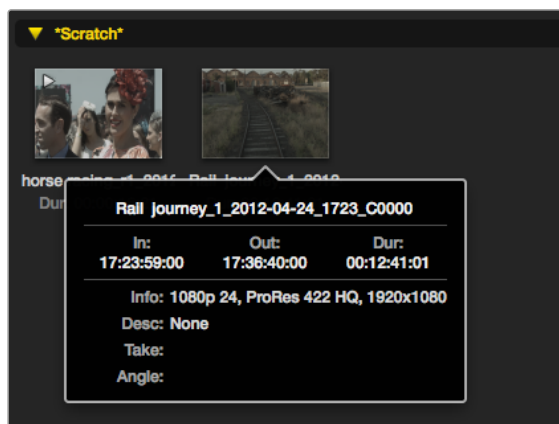 *Scratch*
horse
Rail journey_1_2012-04-24_1723_C0000
In: Out: Dur:
17:23:59:00 17:36:40:00 00:12:41:01
Info: 1080p 24, ProRes 422 HQ, 1920x1080
Desc: None
Take:
Angle: